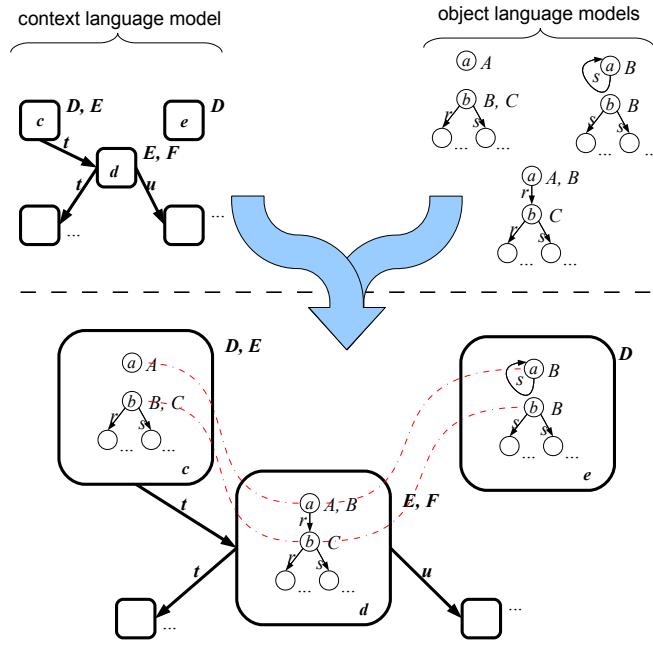 context language model
object language models
D, E
D
c
e
t
E, F
d
t
u
...
...
a A
b B, C
r s
... ...
a B
s
b B
s s
... ...
a A, B
r
b C
r s
... ...
D, E
a A
b B, C
r s
... ...
c
D
a B
s
b B
s s
... ...
e
t
E, F
a A, B
r
b C
r s
... ...
d
t
u
...
...